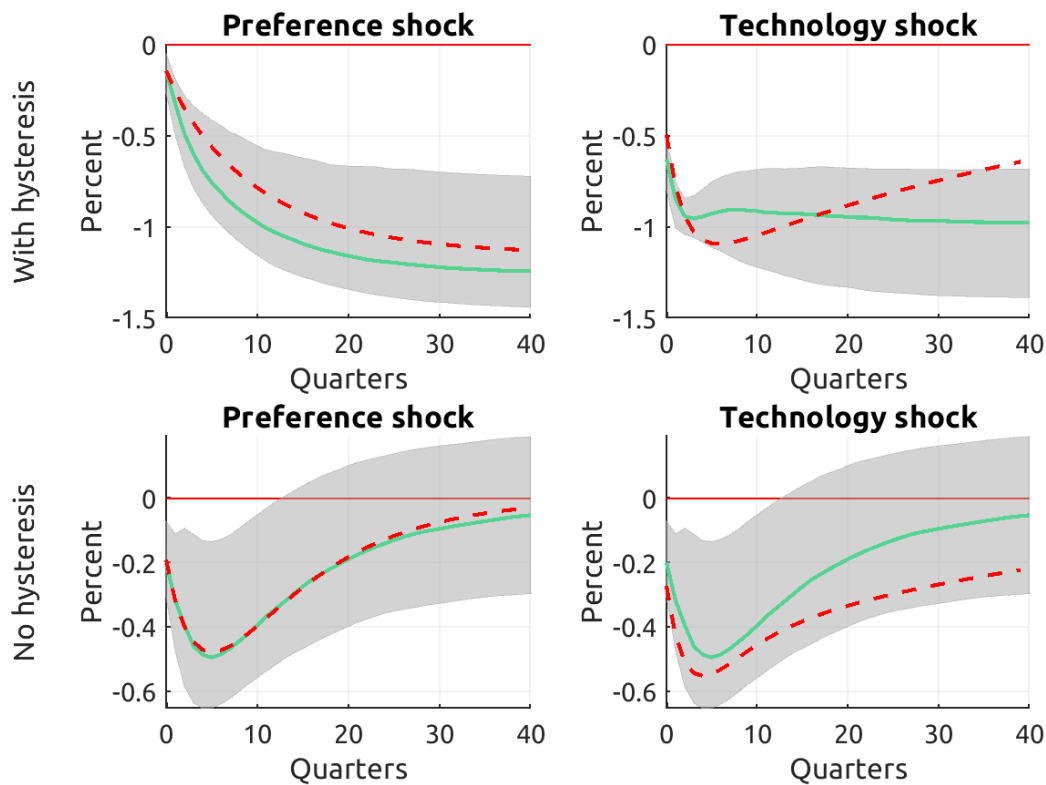 Preference shock
Technology shock
With hysteresis
Percent
0
-0.5
-1
-1.5
0 10 20 30 40
Quarters
Percent
0
-0.5
-1
-1.5
0 10 20 30 40
Quarters
Preference shock
Technology shock
No hysteresis
Percent
0
-0.2
-0.4
-0.6
0 10 20 30 40
Quarters
Percent
0
-0.2
-0.4
-0.6
0 10 20 30 40
Quarters